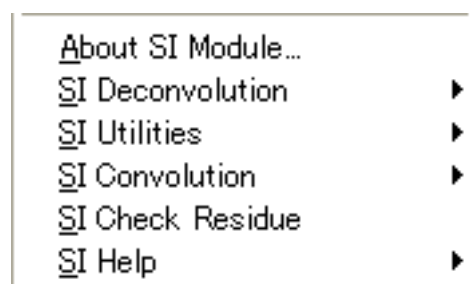 About SI Module...
SI Deconvolution
SI Utilities
SI Convolution
SI Check Residue
SI Help